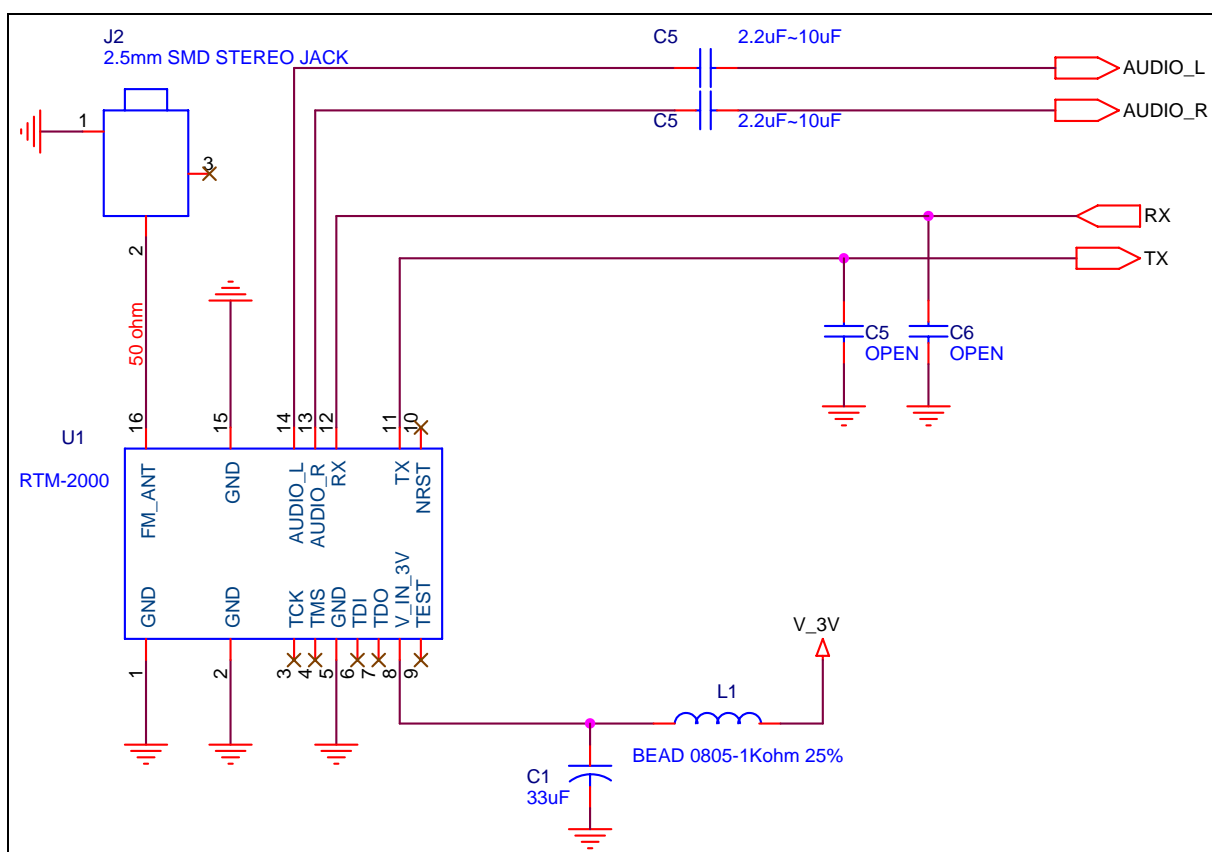 J2
2.5mm SMD STEREO JACK
C5
2.2uF~10uF
AUDIO_L
C5
2.2uF~10uF
AUDIO_R
1
3
2
RX
TX
50 ohm
C5
OPEN
C6
OPEN
16
15
14
13
12
11
10
U1
RTM-2000
FM_ANT
GND
AUDIO_L
AUDIO_R
RX
TX
NRST
GND
GND
TCK
TMS
GND
TDI
TDO
V_IN_3V
TEST
1
2
3
4
5
6
7
8
9
V_3V
L1
BEAD 0805-1Kohm 25%
C1
33uF